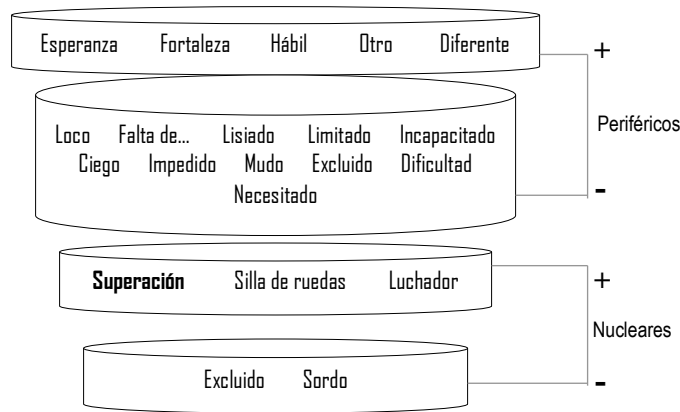 Esperanza Fortaleza Hábil Otro Diferente
+
Periféricos
Loco Falta de... Lisiado Limitado Incapacitado
Ciego Impedido Mudo Excluido Dificultad
Necesitado
-
Superación Silla de ruedas Luchador
+
Nucleares
Excluido Sordo
-